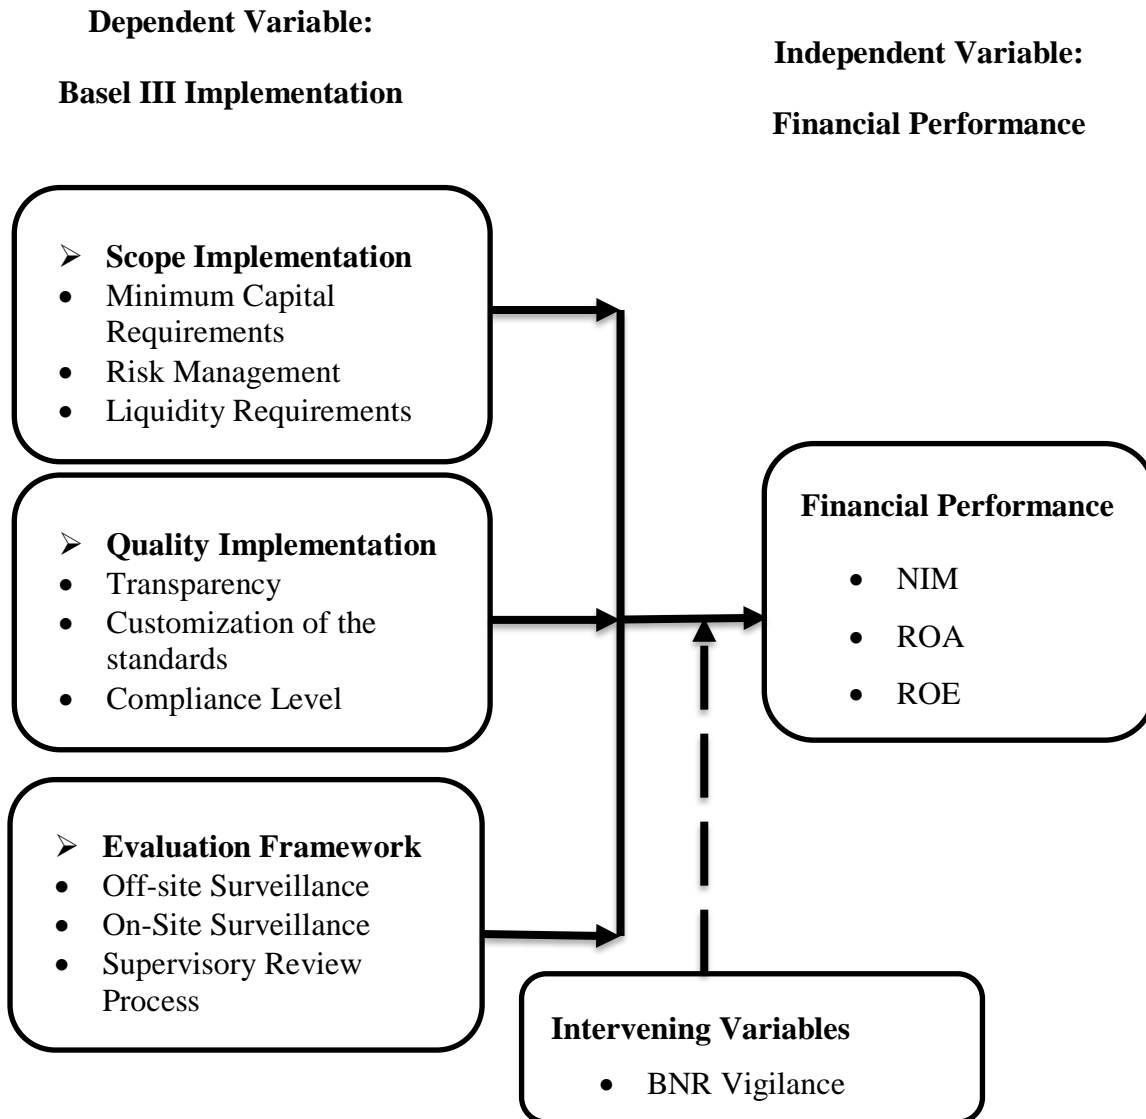 Dependent Variable:
Basel III Implementation
Independent Variable:
Financial Performance
➢ Scope Implementation
• Minimum Capital
Requirements
• Risk Management
• Liquidity Requirements
➢ Quality Implementation
• Transparency
• Customization of the
standards
• Compliance Level
➢ Evaluation Framework
• Off-site Surveillance
• On-Site Surveillance
• Supervisory Review
Process
Financial Performance
• NIM
• ROA
• ROE
Intervening Variables
• BNR Vigilance